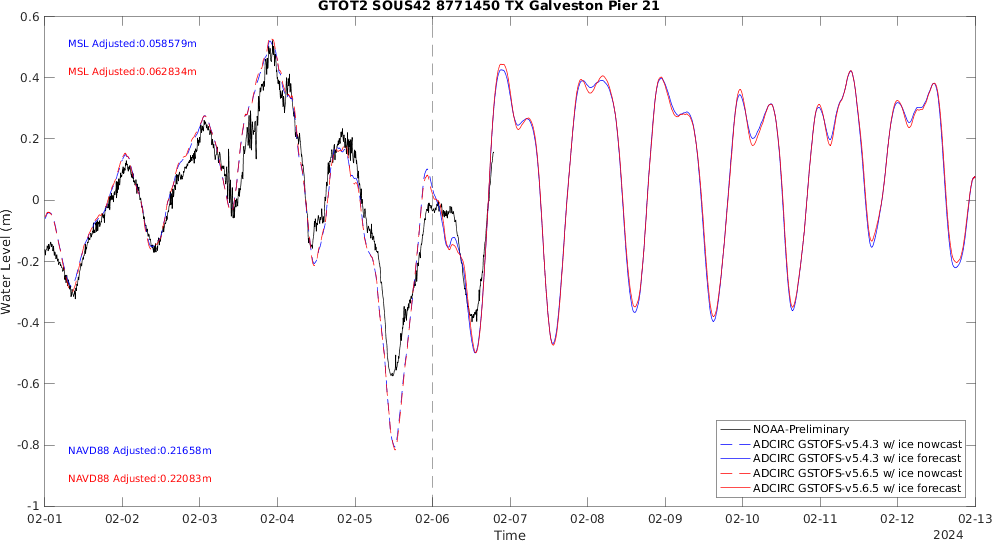 GTOT2 SOUS42 8771450 TX Galveston Pier 21
0.6
0.4
0.2
0
-0.2
-0.4
-0.6
-0.8
-1
Water Level (m)
MSL Adjusted:0.058579m
MSL Adjusted:0.062834m
NAVD88 Adjusted:0.21658m
NAVD88 Adjusted:0.22083m
NOAA-Preliminary
ADCIRC GSTOFS-v5.4.3 w/ ice nowcast
ADCIRC GSTOFS-v5.4.3 w/ ice forecast
ADCIRC GSTOFS-v5.6.5 w/ ice nowcast
ADCIRC GSTOFS-v5.6.5 w/ ice forecast
02-01 02-02 02-03 02-04 02-05 02-06 02-07 02-08 02-09 02-10 02-11 02-12 02-13
Time
2024